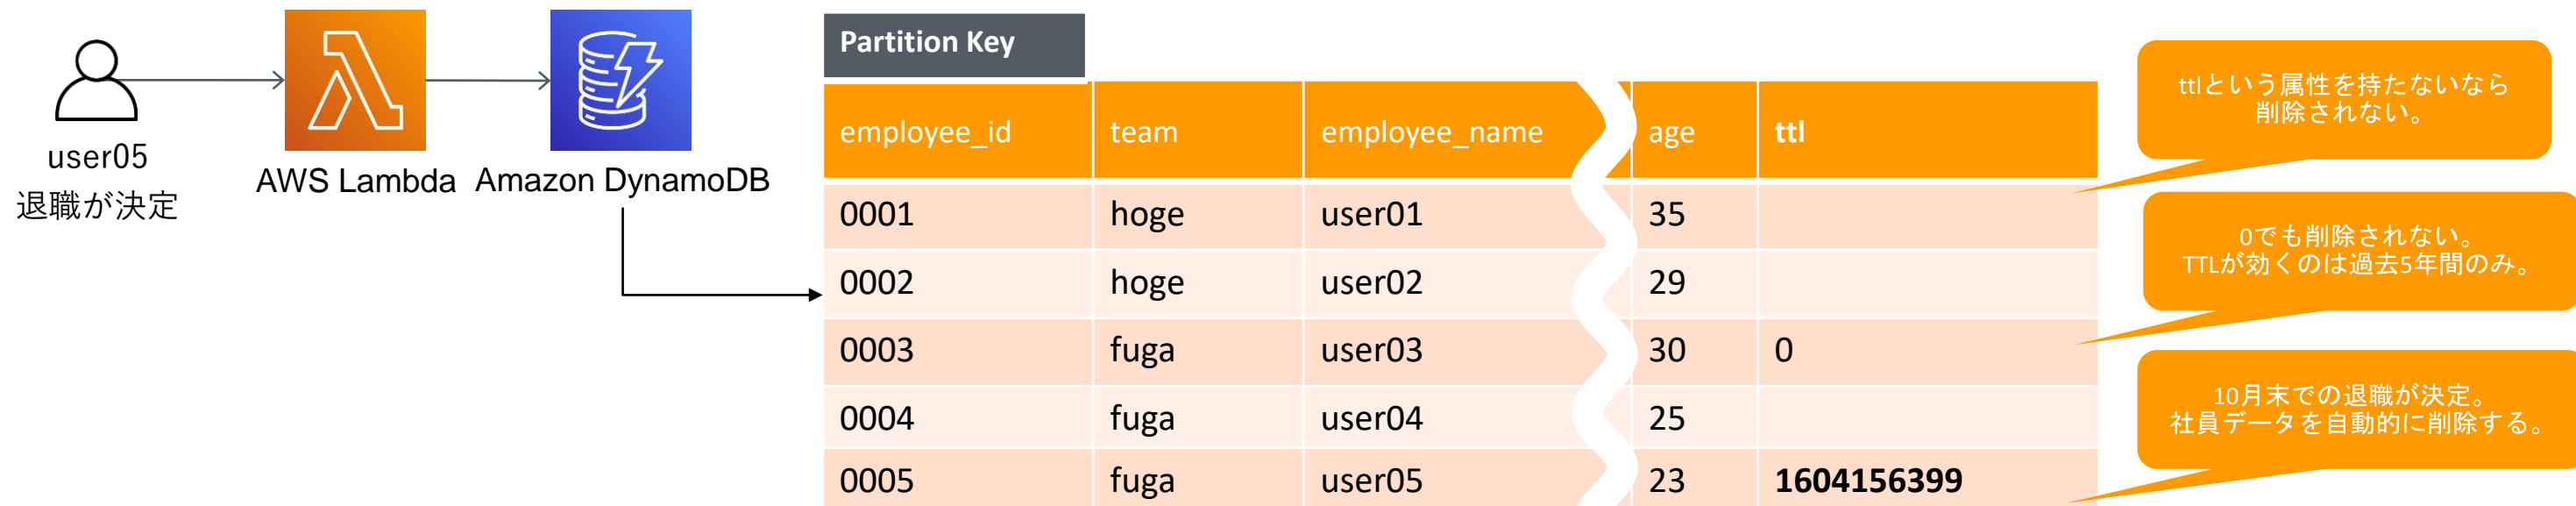 user05
退職が決定
AWS Lambda
Amazon DynamoDB
Partition Key
employee_id team employee_name age ttl
0001 hoge user01 35
0002 hoge user02 29
0003 fuga user03 30 0
0004 fuga user04 25
0005 fuga user05 23 1604156399
ttlという属性を持たないなら
削除されない。
0でも削除されない。
TTLが効くのは過去5年間のみ。
10月末での退職が決定。
社員データを自動的に削除する。